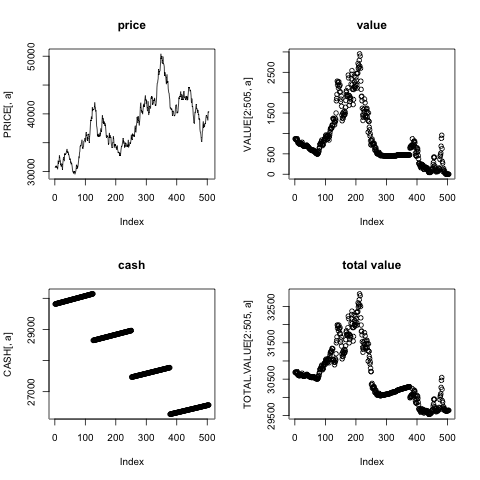 price
PRICE[, a]
30000
40000
50000
0 100 200 300 400 500
Index
value
VALUE[2:505, a]
0
500
1500
2500
0 100 200 300 400 500
Index
cash
CASH[, a]
27000
29000
0 100 200 300 400 500
Index
total value
TOTAL.VALUE[2:505, a]
29500
30500
31500
32500
0 100 200 300 400 500
Index